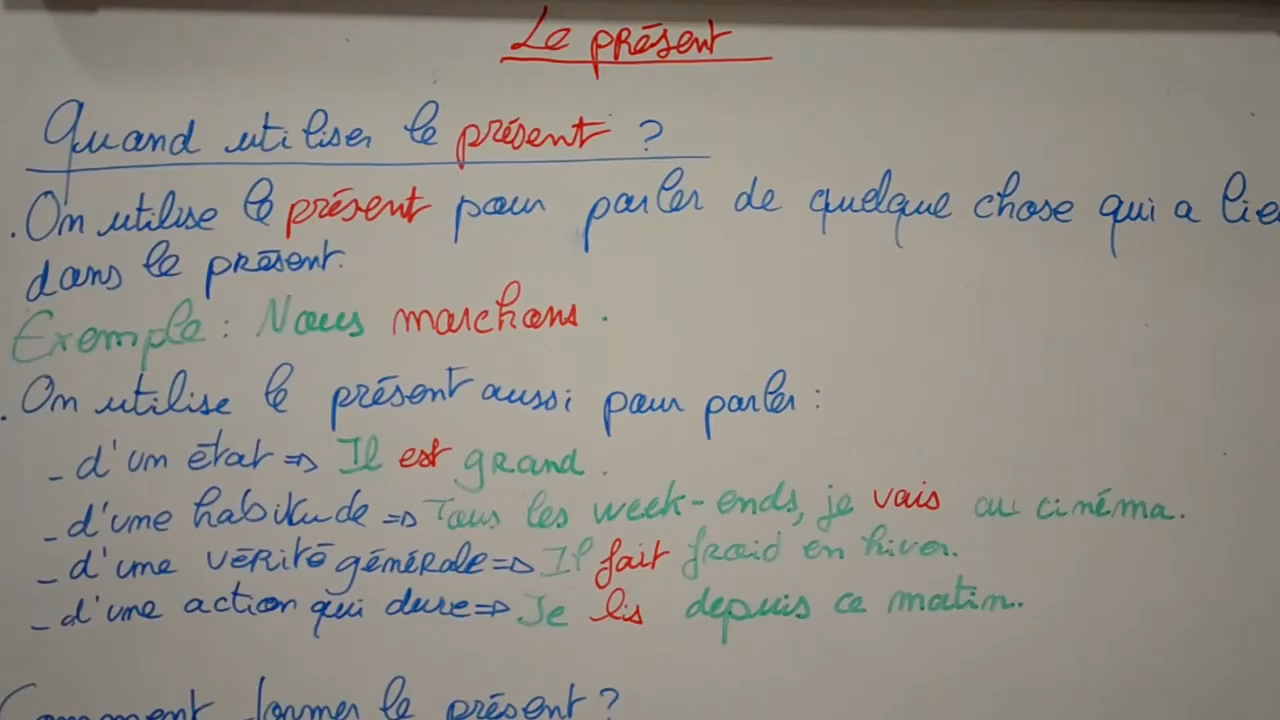 Le présent
Quand utiliser le présent ?
. On utilise le présent pour parler de quelque chose qui a lie
dans le présent.
Exemple : Nous marchons .
. On utilise le présent aussi pour parler :
- d'un état ⇒ Il est grand .
- d'une habitude ⇒ Tous les week-ends, je vais au cinéma.
- d'une vérité générale ⇒ Il fait froid en hiver.
- d'une action qui dure ⇒ Je lis depuis ce matin.
Comment former le présent ?